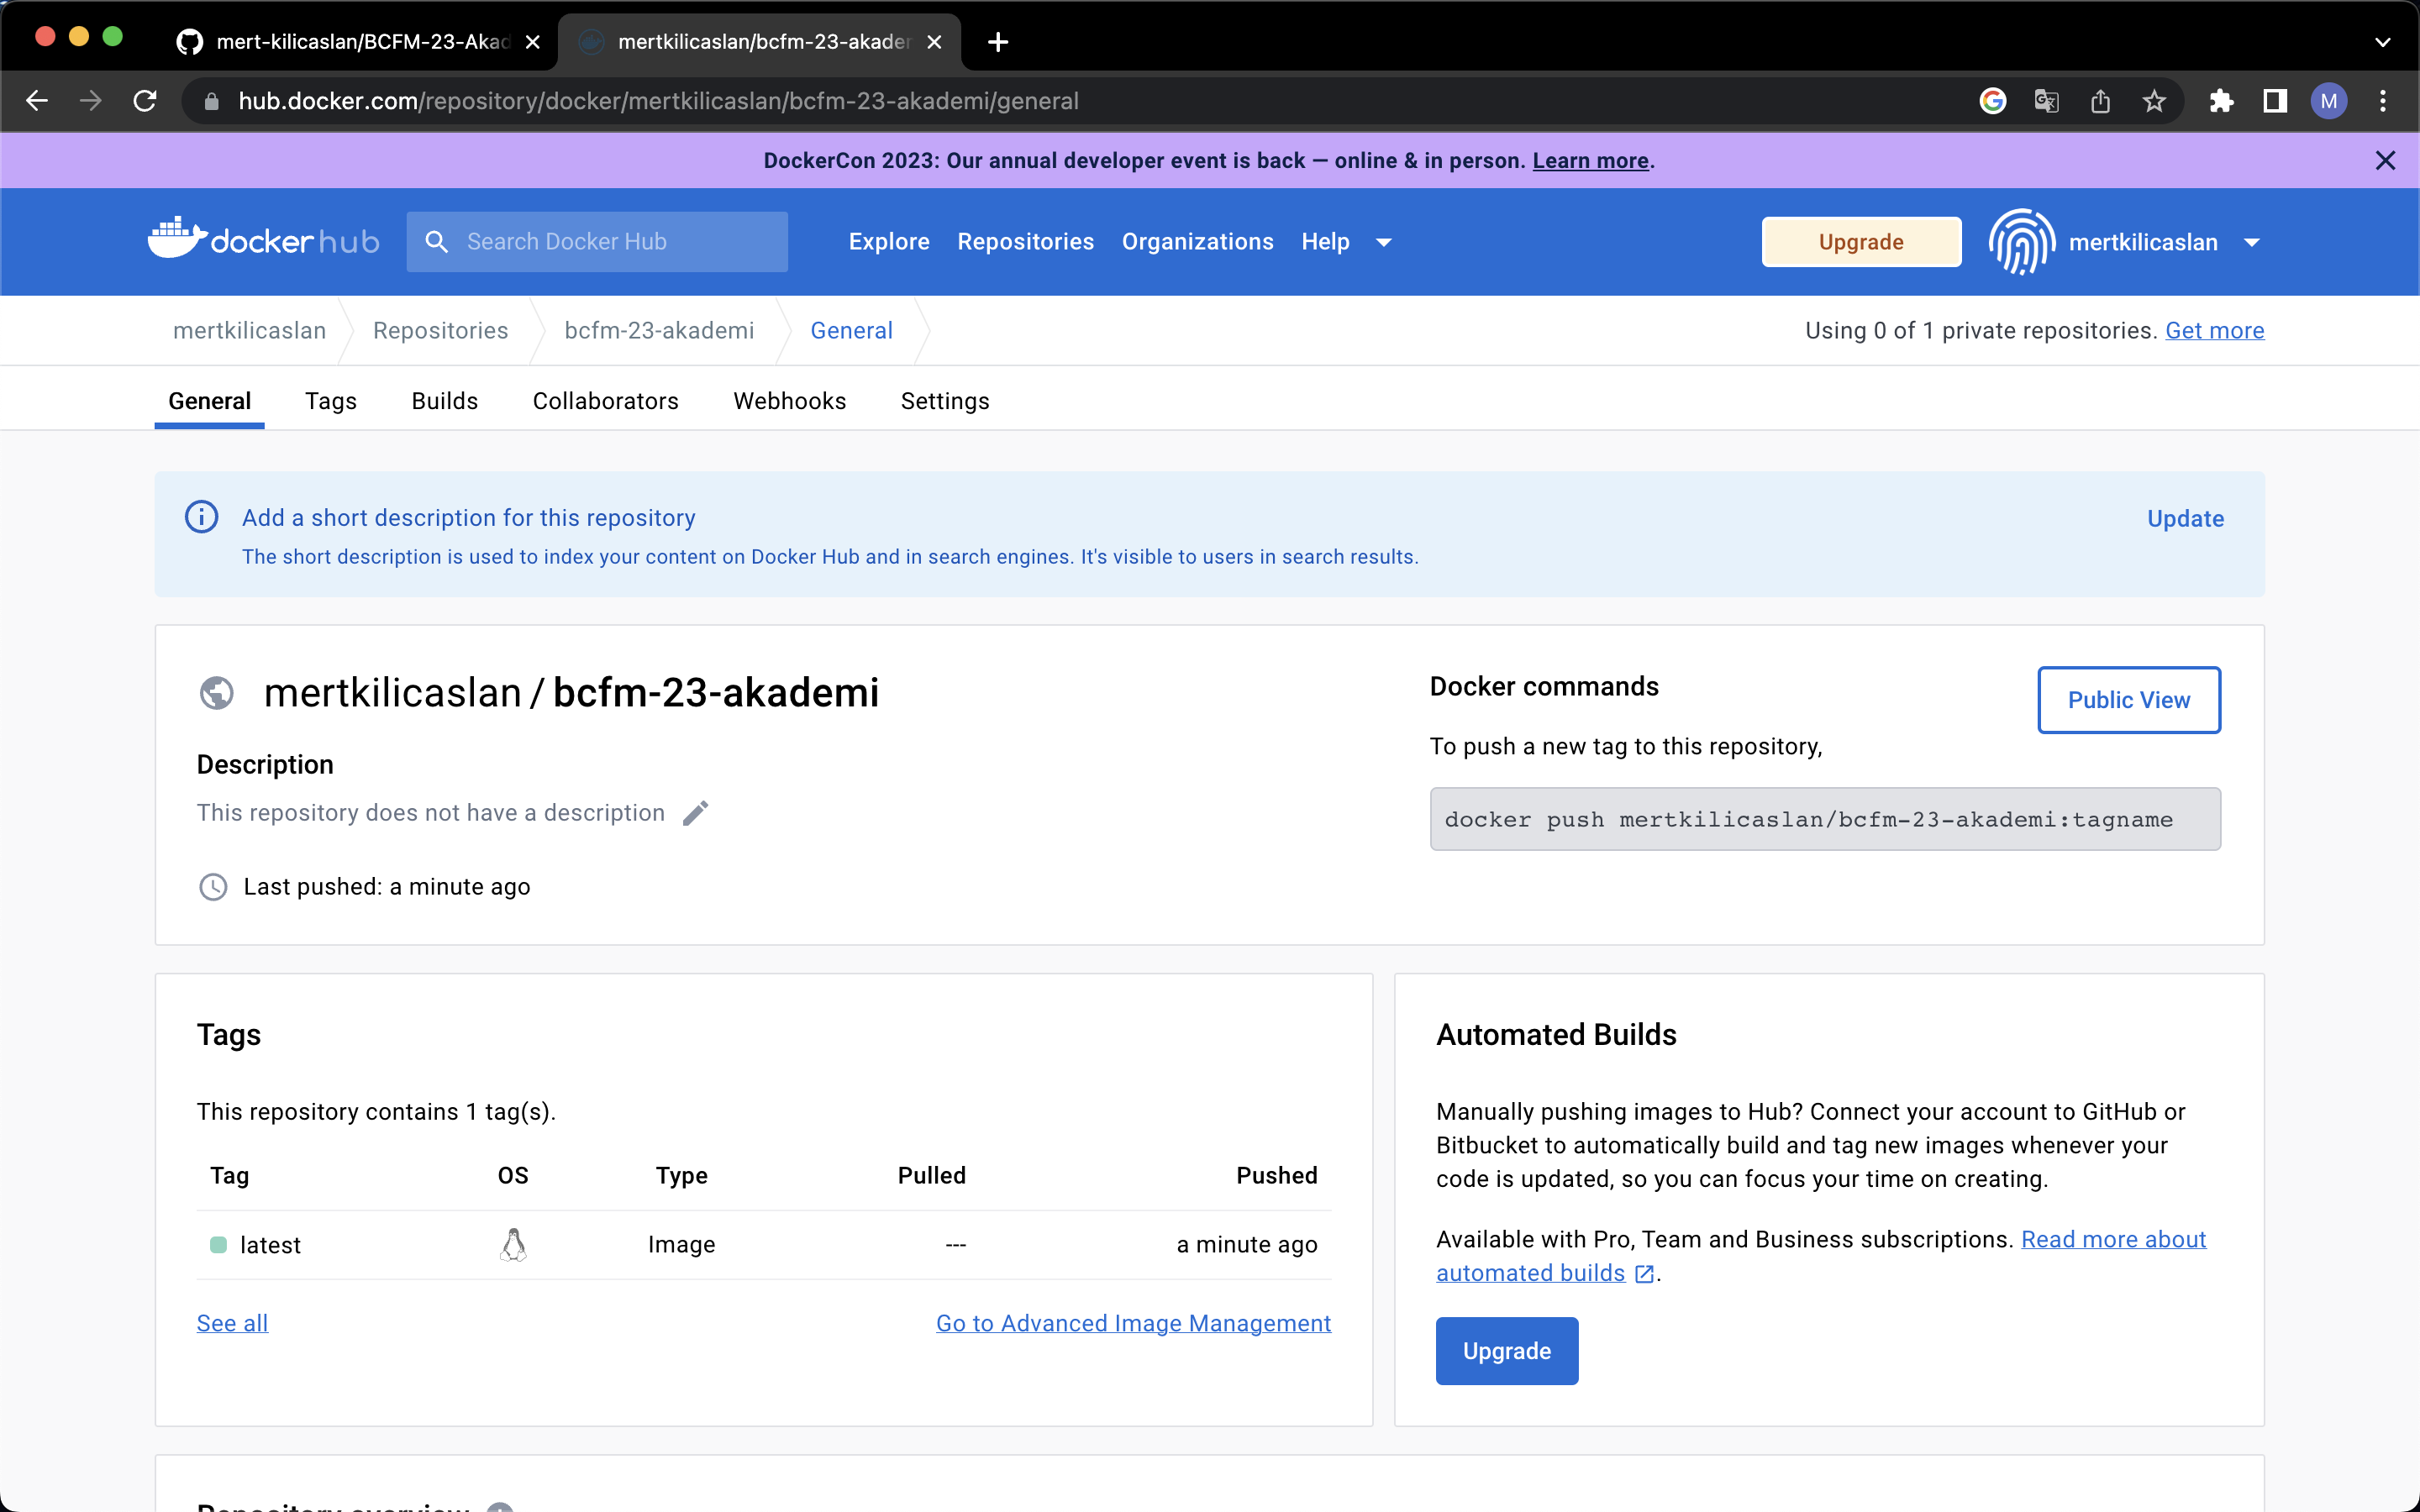 mert-kilicaslan/BCFM-23-Akad
mertkilicaslan/bcfm-23-akader
hub.docker.com/repository/docker/mertkilicaslan/bcfm-23-akademi/general
M
DockerCon 2023: Our annual developer event is back — online & in person. Learn more.
dockerhub
Search Docker Hub
Explore
Repositories
Organizations
Help
Upgrade
mertkilicaslan
mertkilicaslan
Repositories
bcfm-23-akademi
General
Using 0 of 1 private repositories. Get more
General
Tags
Builds
Collaborators
Webhooks
Settings
Add a short description for this repository
Update
The short description is used to index your content on Docker Hub and in search engines. It's visible to users in search results.
mertkilicaslan / bcfm-23-akademi
Description
This repository does not have a description
Last pushed: a minute ago
Docker commands
Public View
To push a new tag to this repository,
docker push mertkilicaslan/bcfm-23-akademi:tagname
Tags
This repository contains 1 tag(s).
Tag OS Type Pulled Pushed
latest Image --- a minute ago
See all
Go to Advanced Image Management
Automated Builds
Manually pushing images to Hub? Connect your account to GitHub or
Bitbucket to automatically build and tag new images whenever your
code is updated, so you can focus your time on creating.
Available with Pro, Team and Business subscriptions. Read more about
automated builds .
Upgrade
Repository overview